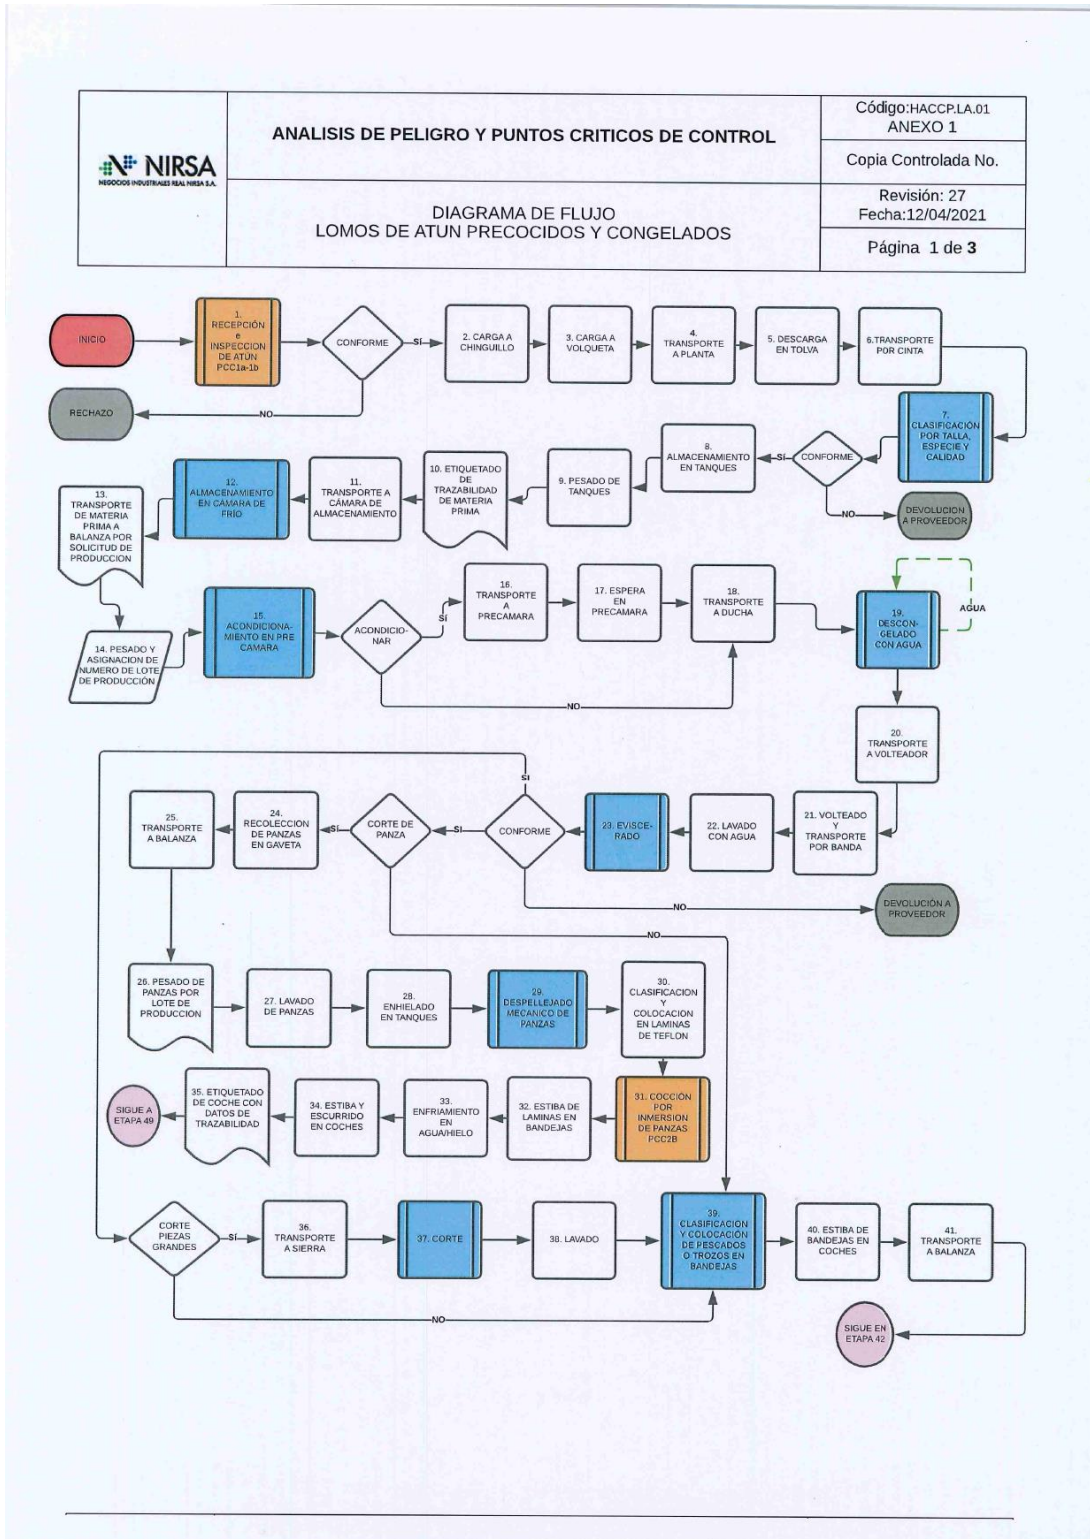 NIRSA
NEGOCIOS INDUSTRIALES REAL NIRSA S.A.
ANALISIS DE PELIGRO Y PUNTOS CRITICOS DE CONTROL
DIAGRAMA DE FLUJO
LOMOS DE ATUN PRECOCIDOS Y CONGELADOS
Código:HACCP.LA.01
ANEXO 1
Copia Controlada No.
Revisión: 27
Fecha:12/04/2021
Página 1 de 3
INICIO
1.
RECEPCIÓN
e
INSPECCION
DE ATÚN
PCC1a-1b
CONFORME
SÍ
2. CARGA A
CHINGUILLO
3. CARGA A
VOLQUETA
4.
TRANSPORTE
A PLANTA
5. DESCARGA
EN TOLVA
6.TRANSPORTE
POR CINTA
RECHAZO
NO
7.
CLASIFICACIÓN
POR TALLA,
ESPECIE Y
CALIDAD
CONFORME
SÍ
NO
DEVOLUCION
A PROVEEDOR
8.
ALMACENAMIENTO
EN TANQUES
9. PESADO DE
TANQUES
10. ETIQUETADO
DE
TRAZABILIDAD
DE MATERIA
PRIMA
11.
TRANSPORTE A
CÁMARA DE
ALMACENAMIENTO
12.
ALMACENAMIENTO
EN CÁMARA DE
FRÍO
13.
TRANSPORTE
DE MATERIA
PRIMA A
BALANZA POR
SOLICITUD DE
PRODUCCION
14. PESADO Y
ASIGNACION DE
NUMERO DE LOTE
DE PRODUCCIÓN
15.
ACONDICIONA-
MIENTO EN PRE
CAMARA
ACONDICIO-
NAR
SÍ
NO
16.
TRANSPORTE
A
PRECAMARA
17. ESPERA
EN
PRECAMARA
18.
TRANSPORTE
A DUCHA
19.
DESCON-
GELADO
CON AGUA
AGUA
20.
TRANSPORTE
A VOLTEADOR
21. VOLTEADO
Y
TRANSPORTE
POR BANDA
22. LAVADO
CON AGUA
23. EVISCE-
RADO
CONFORME
SI
SI
NO
DEVOLUCIÓN A
PROVEEDOR
CORTE DE
PANZA
SI
NO
24.
RECOLECCION
DE PANZAS
EN GAVETA
25.
TRANSPORTE
A BALANZA
26. PESADO DE
PANZAS POR
LOTE DE
PRODUCCION
27. LAVADO
DE PANZAS
28.
ENHIELADO
EN TANQUES
29.
DESPELLEJADO
MECANICO DE
PANZAS
30.
CLASIFICACION
Y
COLOCACION
EN LAMINAS
DE TEFLON
31. COCCIÓN
POR
INMERSION
DE PANZAS
PCC2B
32. ESTIBA DE
LAMINAS EN
BANDEJAS
33.
ENFRIAMIENTO
EN
AGUA/HIELO
34. ESTIBA Y
ESCURRIDO
EN COCHES
35. ETIQUETADO
DE COCHE CON
DATOS DE
TRAZABILIDAD
SIGUE A
ETAPA 49
CORTE
PIEZAS
GRANDES
SÍ
NO
36.
TRANSPORTE
A SIERRA
37. CORTE
38. LAVADO
39.
CLASIFICACION
Y COLOCACIÓN
DE PESCADOS
O TROZOS EN
BANDEJAS
40. ESTIBA DE
BANDEJAS EN
COCHES
41.
TRANSPORTE
A BALANZA
SIGUE EN
ETAPA 42